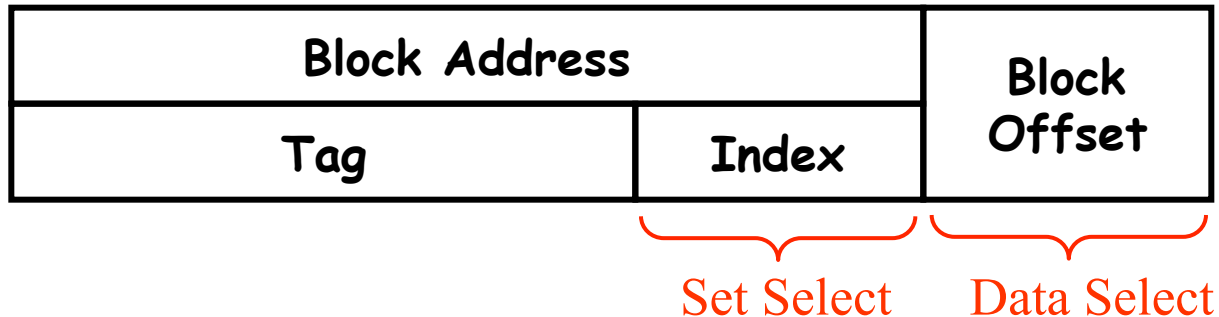 Block Address
Block
Offset
Tag
Index
Set Select
Data Select